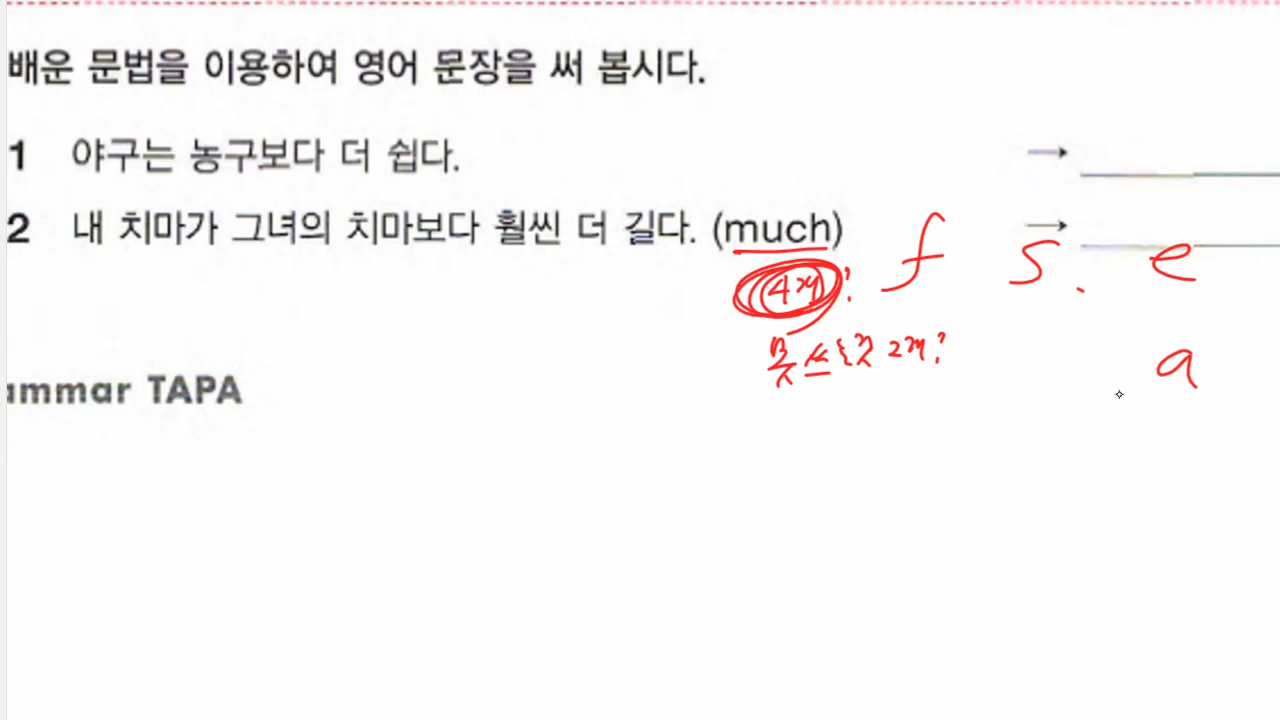 배운 문법을 이용하여 영어 문장을 써 봅시다.
1 야구는 농구보다 더 쉽다. →
2 내 치마가 그녀의 치마보다 훨씬 더 길다. (much) →
f s. e
4개?
못 쓰는것 2개?
a
ammar TAPA